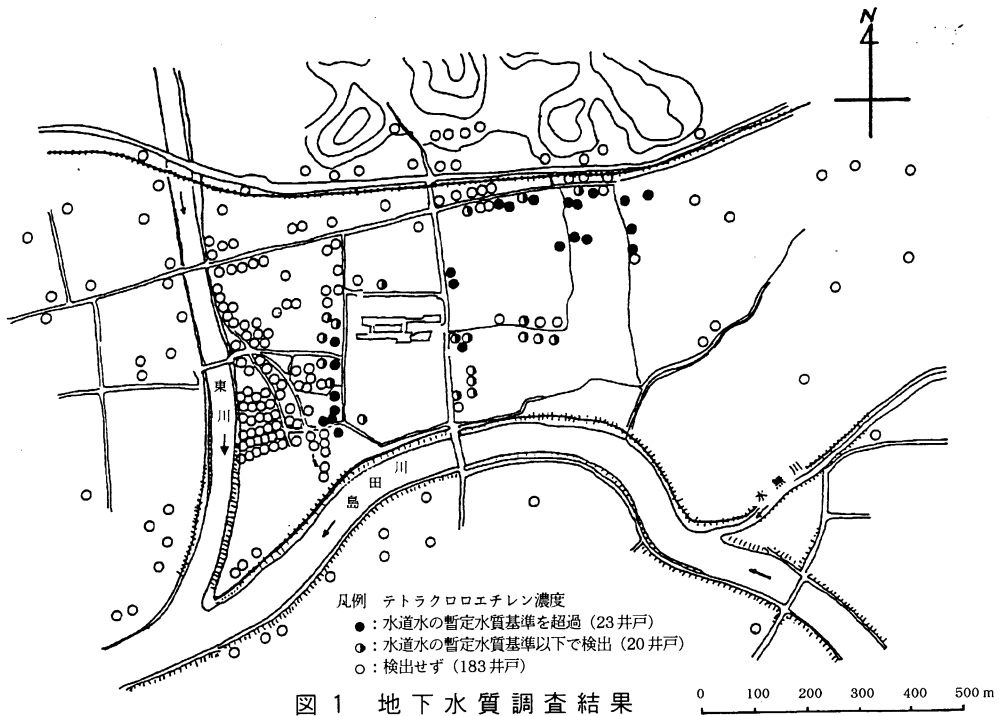 N
東川
水無川
島田川
凡例 テトラクロロエチレン濃度
●：水道水の暫定水質基準を超過（23井戸）
◑：水道水の暫定水質基準以下で検出（20井戸）
○：検出せず（183井戸）
0 100 200 300 400 500 m
図1 地下水質調査結果